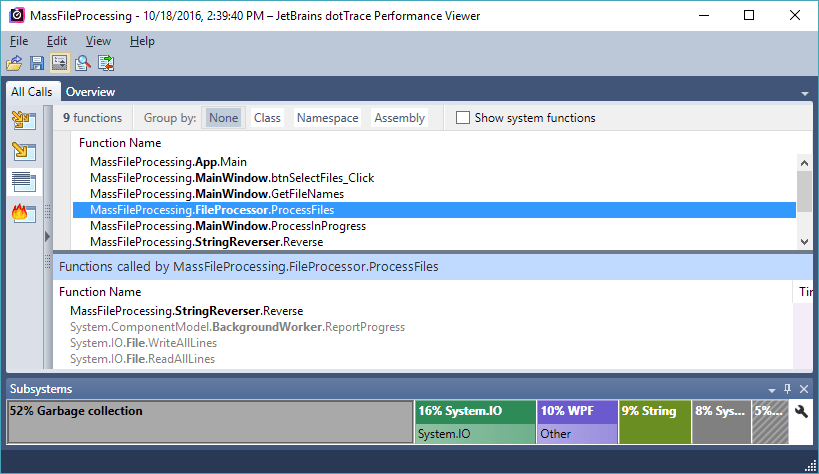 MassFileProcessing - 10/18/2016, 2:39:40 PM – JetBrains dotTrace Performance Viewer
File Edit View Help
All Calls Overview
9 functions Group by: None Class Namespace Assembly Show system functions
Function Name
MassFileProcessing.App.Main
MassFileProcessing.MainWindow.btnSelectFiles_Click
MassFileProcessing.MainWindow.GetFileNames
MassFileProcessing.FileProcessor.ProcessFiles
MassFileProcessing.MainWindow.ProcessInProgress
MassFileProcessing.StringReverser.Reverse
Functions called by MassFileProcessing.FileProcessor.ProcessFiles
Function Name Tir
MassFileProcessing.StringReverser.Reverse
System.ComponentModel.BackgroundWorker.ReportProgress
System.IO.File.WriteAllLines
System.IO.File.ReadAllLines
Subsystems
52% Garbage collection 16% System.IO 10% WPF 9% String 8% Sys... 5%...
System.IO Other